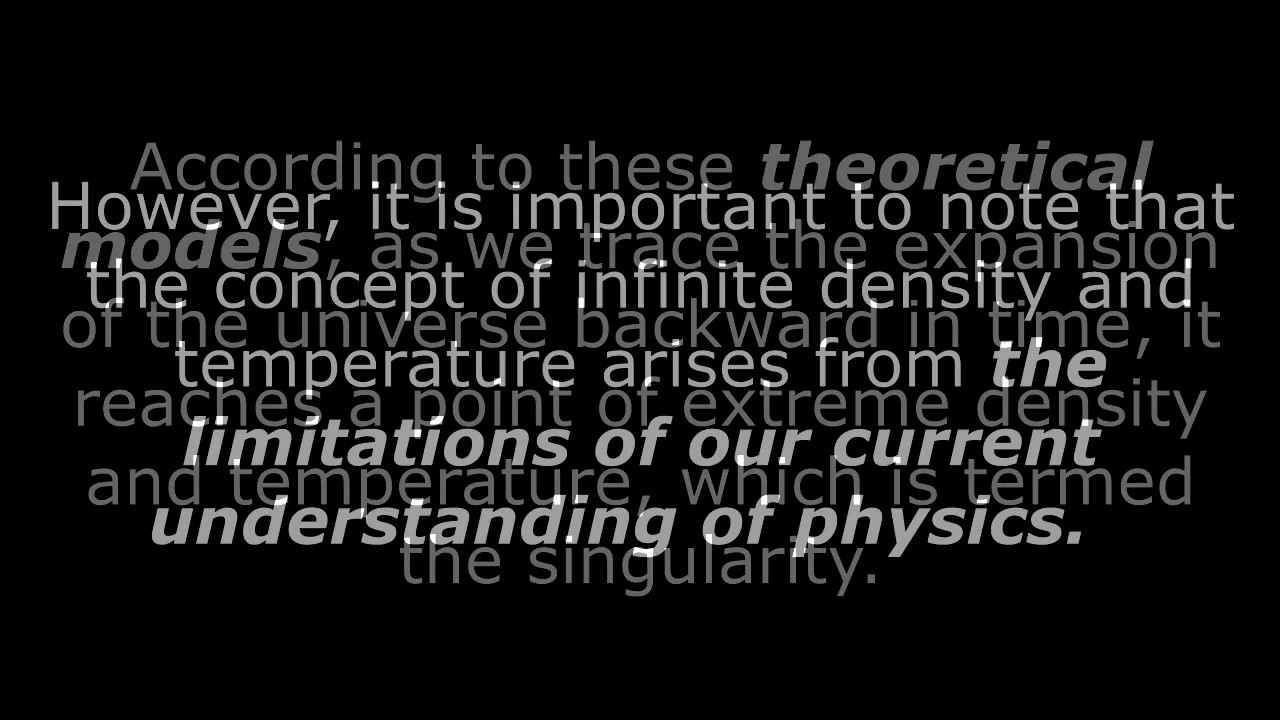 According to these theoretical
models, as we trace the expansion
of the universe backward in time, it
reaches a point of extreme density
and temperature, which is termed
the singularity.
However, it is important to note that
the concept of infinite density and
temperature arises from the
limitations of our current
understanding of physics.